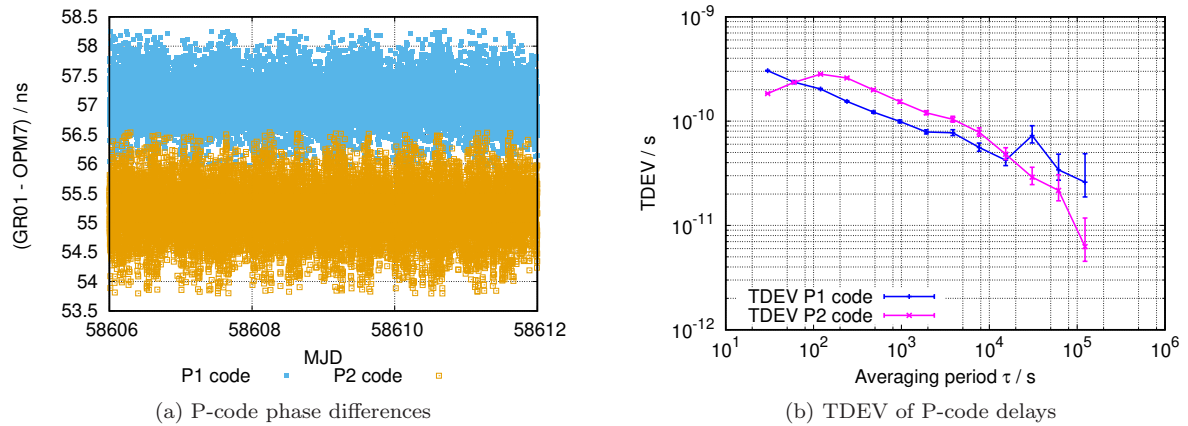 (GR01 - OPM7) / ns
58.5
58
57.5
57
56.5
56
55.5
55
54.5
54
53.5
58606 58608 58610 58612
MJD
P1 code P2 code
(a) P-code phase differences
TDEV / s
10^-9
10^-10
10^-11
10^-12
TDEV P1 code
TDEV P2 code
10^1 10^2 10^3 10^4 10^5 10^6
Averaging period τ / s
(b) TDEV of P-code delays